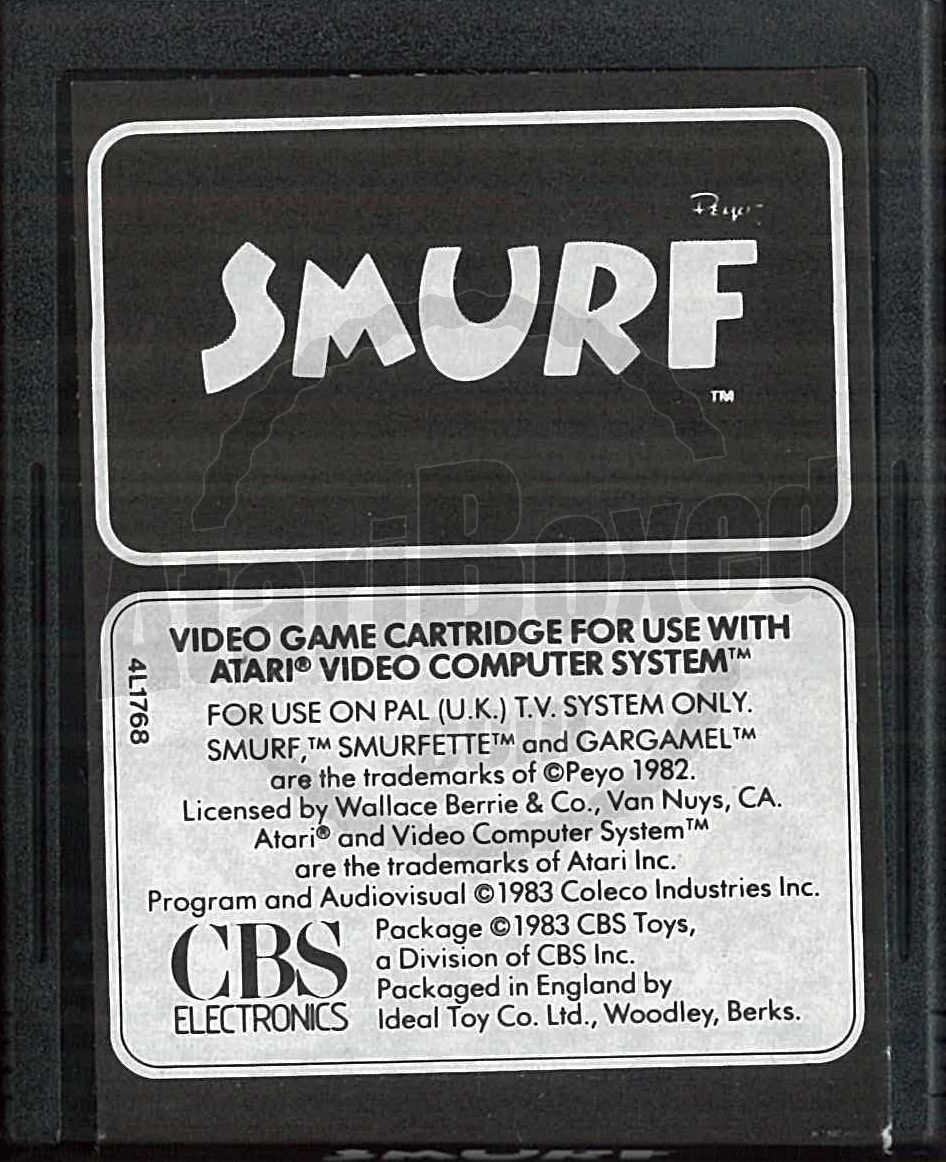 Peyo
SMURF
TM
VIDEO GAME CARTRIDGE FOR USE WITH
ATARI® VIDEO COMPUTER SYSTEM™
4L1768
FOR USE ON PAL (U.K.) T.V. SYSTEM ONLY.
SMURF,™ SMURFETTE™ and GARGAMEL™
are the trademarks of ©Peyo 1982.
Licensed by Wallace Berrie & Co., Van Nuys, CA.
Atari® and Video Computer System™
are the trademarks of Atari Inc.
Program and Audiovisual ©1983 Coleco Industries Inc.
CBS
ELECTRONICS
Package ©1983 CBS Toys,
a Division of CBS Inc.
Packaged in England by
Ideal Toy Co. Ltd., Woodley, Berks.
AtariBoxed